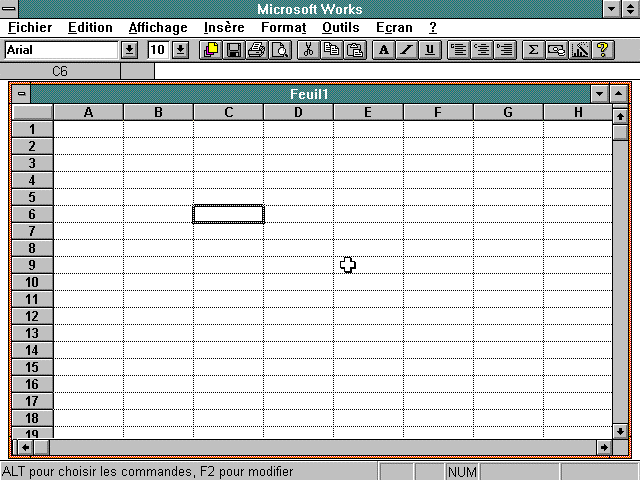 Microsoft Works
Fichier Edition Affichage Insère Format Outils Ecran ?
Arial 10 A I U Σ ?
C6
Feuil1
A B C D E F G H
1
2
3
4
5
6
7
8
9
10
11
12
13
14
15
16
17
18
19
ALT pour choisir les commandes, F2 pour modifier NUM